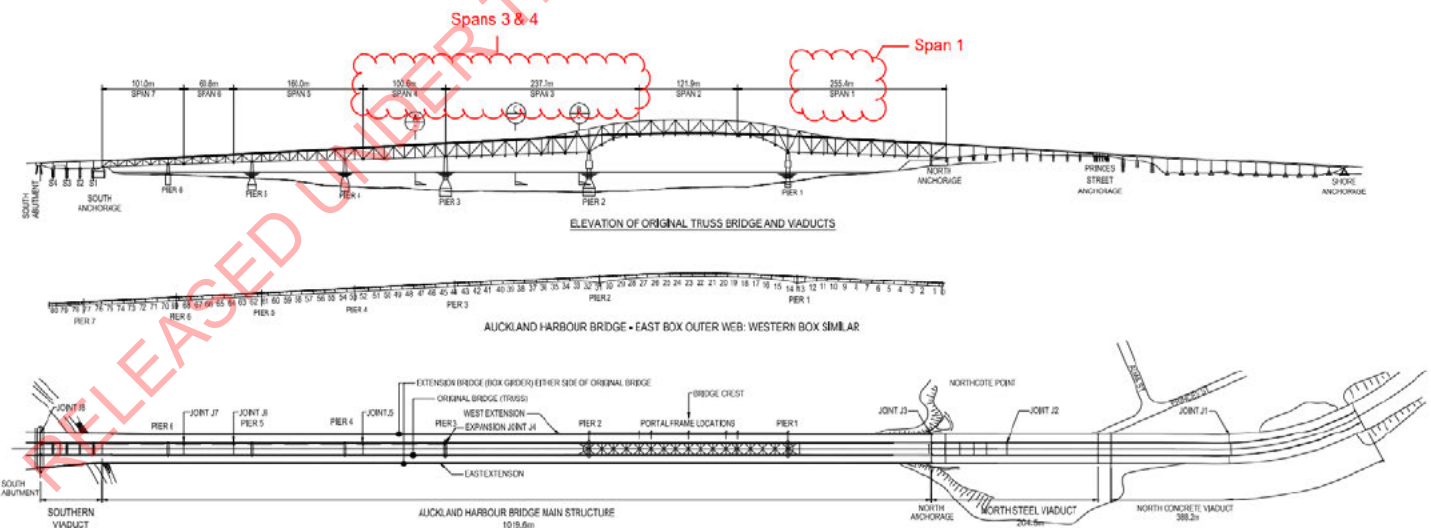 Spans 3 & 4
Span 1
101.0m
SPAN 7
SPAN 6
160.0m
SPAN 5
100.6m
SPAN 4
237.7m
SPAN 3
121.9m
SPAN 2
255.4m
SPAN 1
SOUTH ABUTMENT
S4 S3 S2 S1
SOUTH
ANCHORAGE
PIER 6
PIER 5
PIER 4
PIER 3
PIER 2
PIER 1
NORTH
ANCHORAGE
PRINCES
STREET
ANCHORAGE
SHORE
ANCHORAGE
ELEVATION OF ORIGINAL TRUSS BRIDGE AND VIADUCTS
PIER 7
PIER 6
PIER 5
PIER 4
PIER 3
PIER 2
PIER 1
AUCKLAND HARBOUR BRIDGE - EAST BOX OUTER WEB: WESTERN BOX SIMILAR
EXTENSION BRIDGE (BOX GIRDER) EITHER SIDE OF ORIGINAL BRIDGE
ORIGINAL BRIDGE (TRUSS)
BRIDGE CREST
NORTHCOTE POINT
JOINT J8
JOINT J7
JOINT J6
JOINT J5
WEST EXTENSION
EXPANSION JOINT J4
JOINT J3
JOINT J2
JOINT J1
PIER 6
PIER 5
PIER 4
PIER 3
PIER 2
PORTAL FRAME LOCATIONS
PIER 1
EAST EXTENSION
SOUTH
ABUTMENT
SOUTHERN
VIADUCT
AUCKLAND HARBOUR BRIDGE MAIN STRUCTURE
1019.6m
NORTH
ANCHORAGE
NORTH STEEL VIADUCT
NORTH CONCRETE VIADUCT
388.2m
RELEASED UNDER